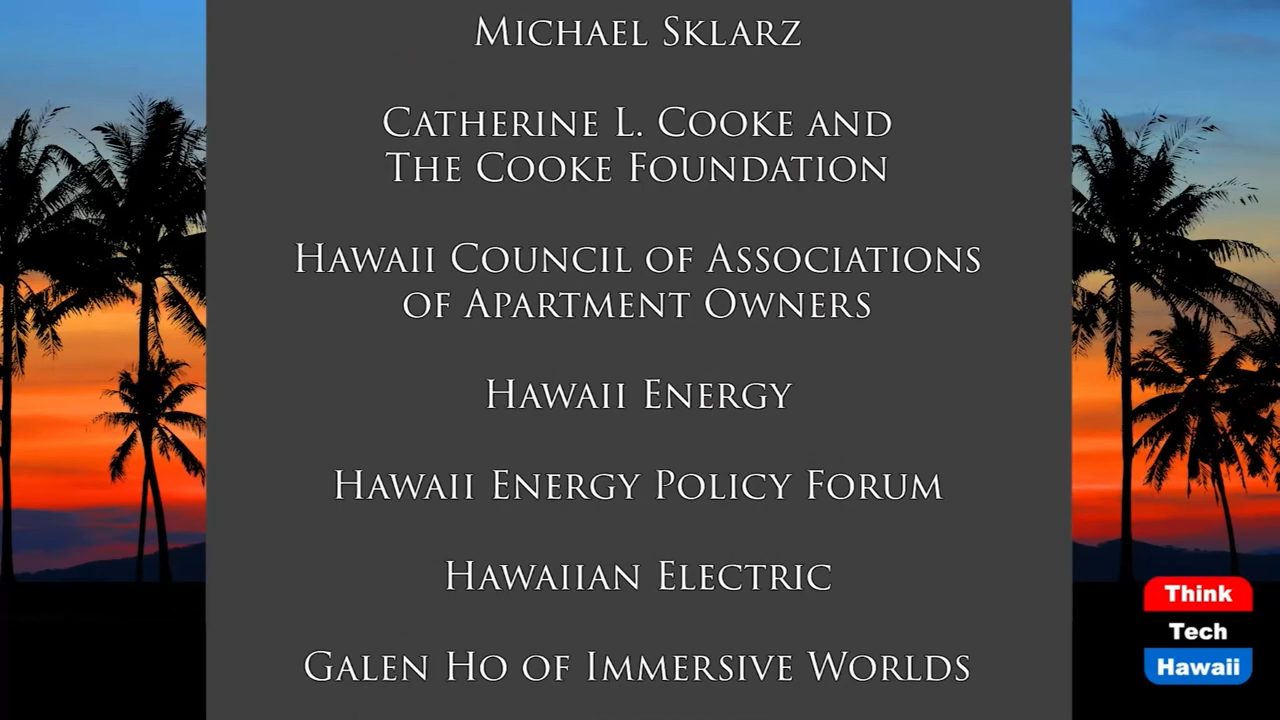 Michael Sklarz
Catherine L. Cooke and
The Cooke Foundation
Hawaii Council of Associations
of Apartment Owners
Hawaii Energy
Hawaii Energy Policy Forum
Hawaiian Electric
Galen Ho of Immersive Worlds
Think
Tech
Hawaii